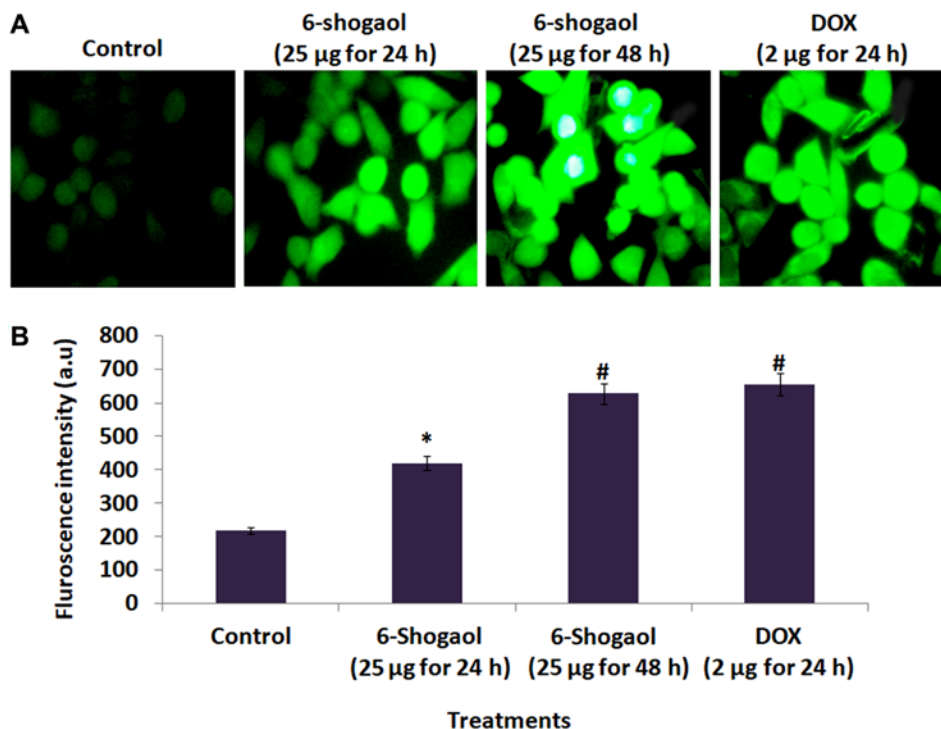 A
Control
6-shogaol
(25 µg for 24 h)
6-shogaol
(25 µg for 48 h)
DOX
(2 µg for 24 h)
B
Fluroscence intensity (a.u)
800
700
600
500
400
300
200
100
0
*
#
#
Control
6-Shogaol
(25 µg for 24 h)
6-Shogaol
(25 µg for 48 h)
DOX
(2 µg for 24 h)
Treatments